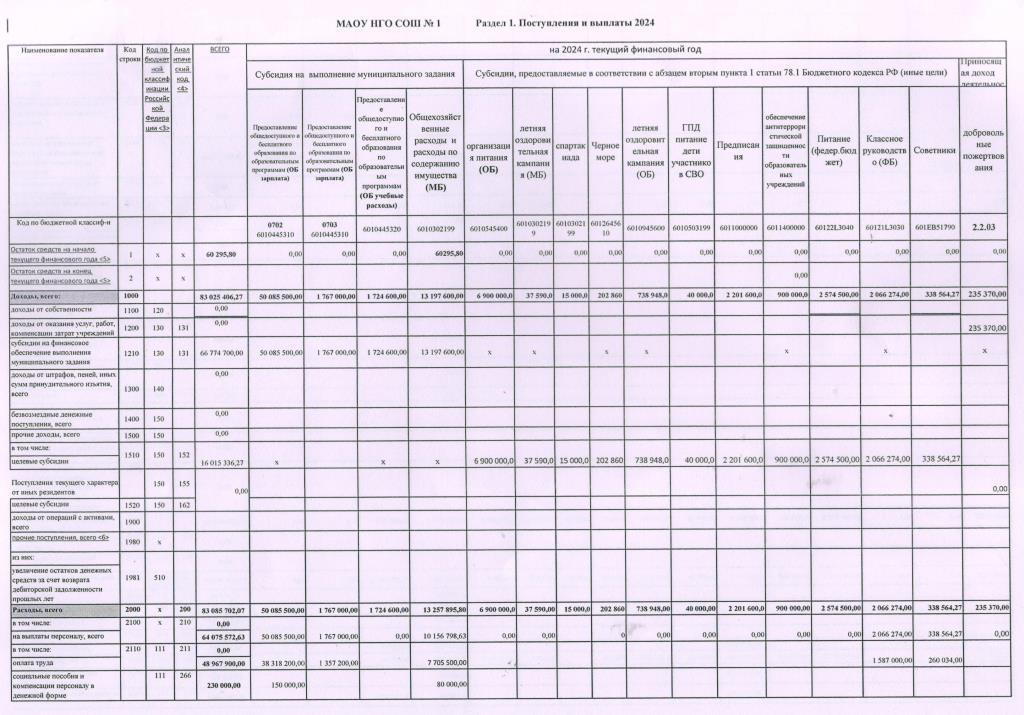 МАОУ НГО СОШ № 1 Раздел 1. Поступления и выплаты 2024
Наименование показателя
Код строки
Код по бюджетной классификации Российской Федерации <3>
Аналитический код <4>
ВСЕГО
на 2024 г. текущий финансовый год
Субсидия на выполнение муниципального задания
Субсидии, предоставляемые в соответствии с абзацем вторым пункта 1 статьи 78.1 Бюджетного кодекса РФ (иные цели)
Приносящая доход деятельнос
Предоставление общедоступного и бесплатного образования по образовательным программам (ОБ зарплата)
Предоставление общедоступного и бесплатного образования по образовательным программам (ОБ зарплата)
Предоставление общедоступного и бесплатного образования по образовательным программам (ОБ учебные расходы)
Общехозяйственные расходы и расходы по содержанию имущества (МБ)
организация питания (ОБ)
летняя оздоровительная кампания (МБ)
спартакиада
Черное море
летняя оздоровительная кампания (ОБ)
ГПД питание дети участников СВО
Предписания
обеспечение антитеррористической защищенности образовательных учреждений
Питание (федер.бюджет)
Классное руководство (ФБ)
Советники
добровольные пожертвования
Код по бюджетной классиф-и 0702 6010445310 0703 6010445310 6010445320 6010302199 6010545400 6010302199 6010302199 6012645610 6010945600 6010503199 6011000000 6011400000 60122L3040 60121L3030 601EB51790 2.2.03
Остаток средств на начало текущего финансового года <5> 1 x x 60 295,80 0,00 0,00 0,00 60295,80 0,00 0,00 0,00 0,00 0,00 0,00 0,00 0,00 0,00 0,00 0,00 0,00
Остаток средств на конец текущего финансового года <5> 2 x x 0,00
Доходы, всего: 1000 83 025 406,27 50 085 500,00 1 767 000,00 1 724 600,00 13 197 600,00 6 900 000,0 37 590,0 15 000,0 202 860 738 948,0 40 000,0 2 201 600,0 900 000,0 2 574 500,00 2 066 274,00 338 564,27 235 370,00
доходы от собственности 1100 120 0,00
доходы от оказания услуг, работ, компенсации затрат учреждений 1200 130 131 0,00 235 370,00
субсидии на финансовое обеспечение выполнения муниципального задания 1210 130 131 66 774 700,00 50 085 500,00 1 767 000,00 1 724 600,00 13 197 600,00 x x x x x x x
доходы от штрафов, пеней, иных сумм принудительного изъятия, всего 1300 140 0,00
безвозмездные денежные поступления, всего 1400 150 0,00
прочие доходы, всего 1500 150 0,00
в том числе:
целевые субсидии 1510 150 152 16 015 336,27 x x x 6 900 000,0 37 590,0 15 000,0 202 860 738 948,0 40 000,0 2 201 600,0 900 000,0 2 574 500,00 2 066 274,00 338 564,27
Поступления текущего характера от иных резидентов 150 155 0,00 0,00
целевые субсидии 1520 150 162
доходы от операций с активами, всего 1900
прочие поступления, всего <6> 1980 x
из них:
увеличение остатков денежных средств за счет возврата дебиторской задолженности прошлых лет 1981 510
Расходы, всего 2000 x 200 83 085 702,07 50 085 500,00 1 767 000,00 1 724 600,00 13 257 895,80 6 900 000,0 37 590,00 15 000,0 202 860 738 948,00 40 000,00 2 201 600,0 900 000,00 2 574 500,00 2 066 274,00 338 564,27 235 370,00
в том числе: 2100 x 210 0,00
на выплаты персоналу, всего 64 075 572,63 50 085 500,00 1 767 000,00 0,00 10 156 798,63 0,00 0,00 0 0,00 0,00 0,00 0,00 0,00 2 066 274,00 338 564,27 0,00
в том числе: 2110 111 211 0,00
оплата труда 48 967 900,00 38 318 200,00 1 357 200,00 7 705 500,00 1 587 000,00 260 034,00
социальные пособия и компенсации персоналу в денежной форме 111 266 230 000,00 150 000,00 80 000,00